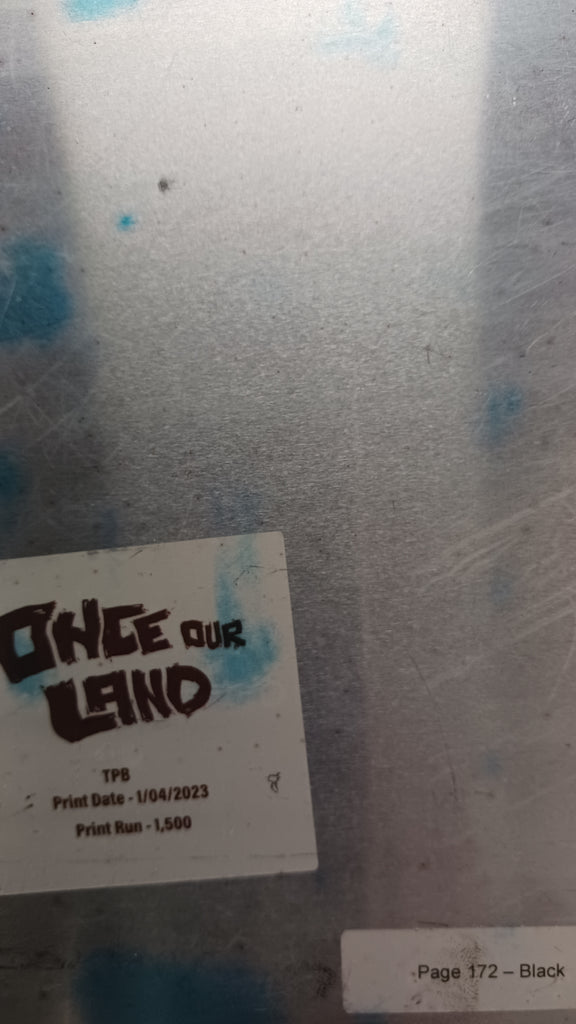 ONCE OUR
LAND
TPB
Print Date - 1/04/2023
Print Run - 1,500
Page 172 – Black